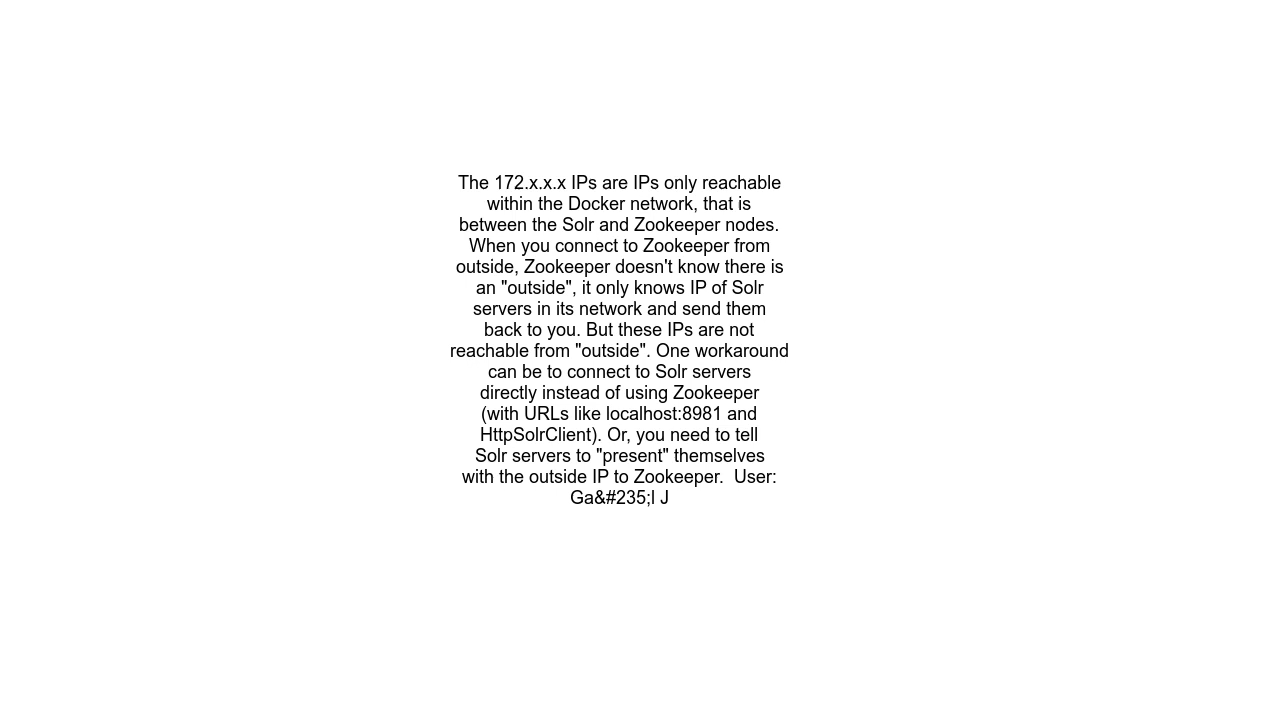 The 172.x.x.x IPs are IPs only reachable
within the Docker network, that is
between the Solr and Zookeeper nodes.
When you connect to Zookeeper from
outside, Zookeeper doesn't know there is
an "outside", it only knows IP of Solr
servers in its network and send them
back to you. But these IPs are not
reachable from "outside". One workaround
can be to connect to Solr servers
directly instead of using Zookeeper
(with URLs like localhost:8981 and
HttpSolrClient). Or, you need to tell
Solr servers to "present" themselves
with the outside IP to Zookeeper.  User:
Ga&#235;l J